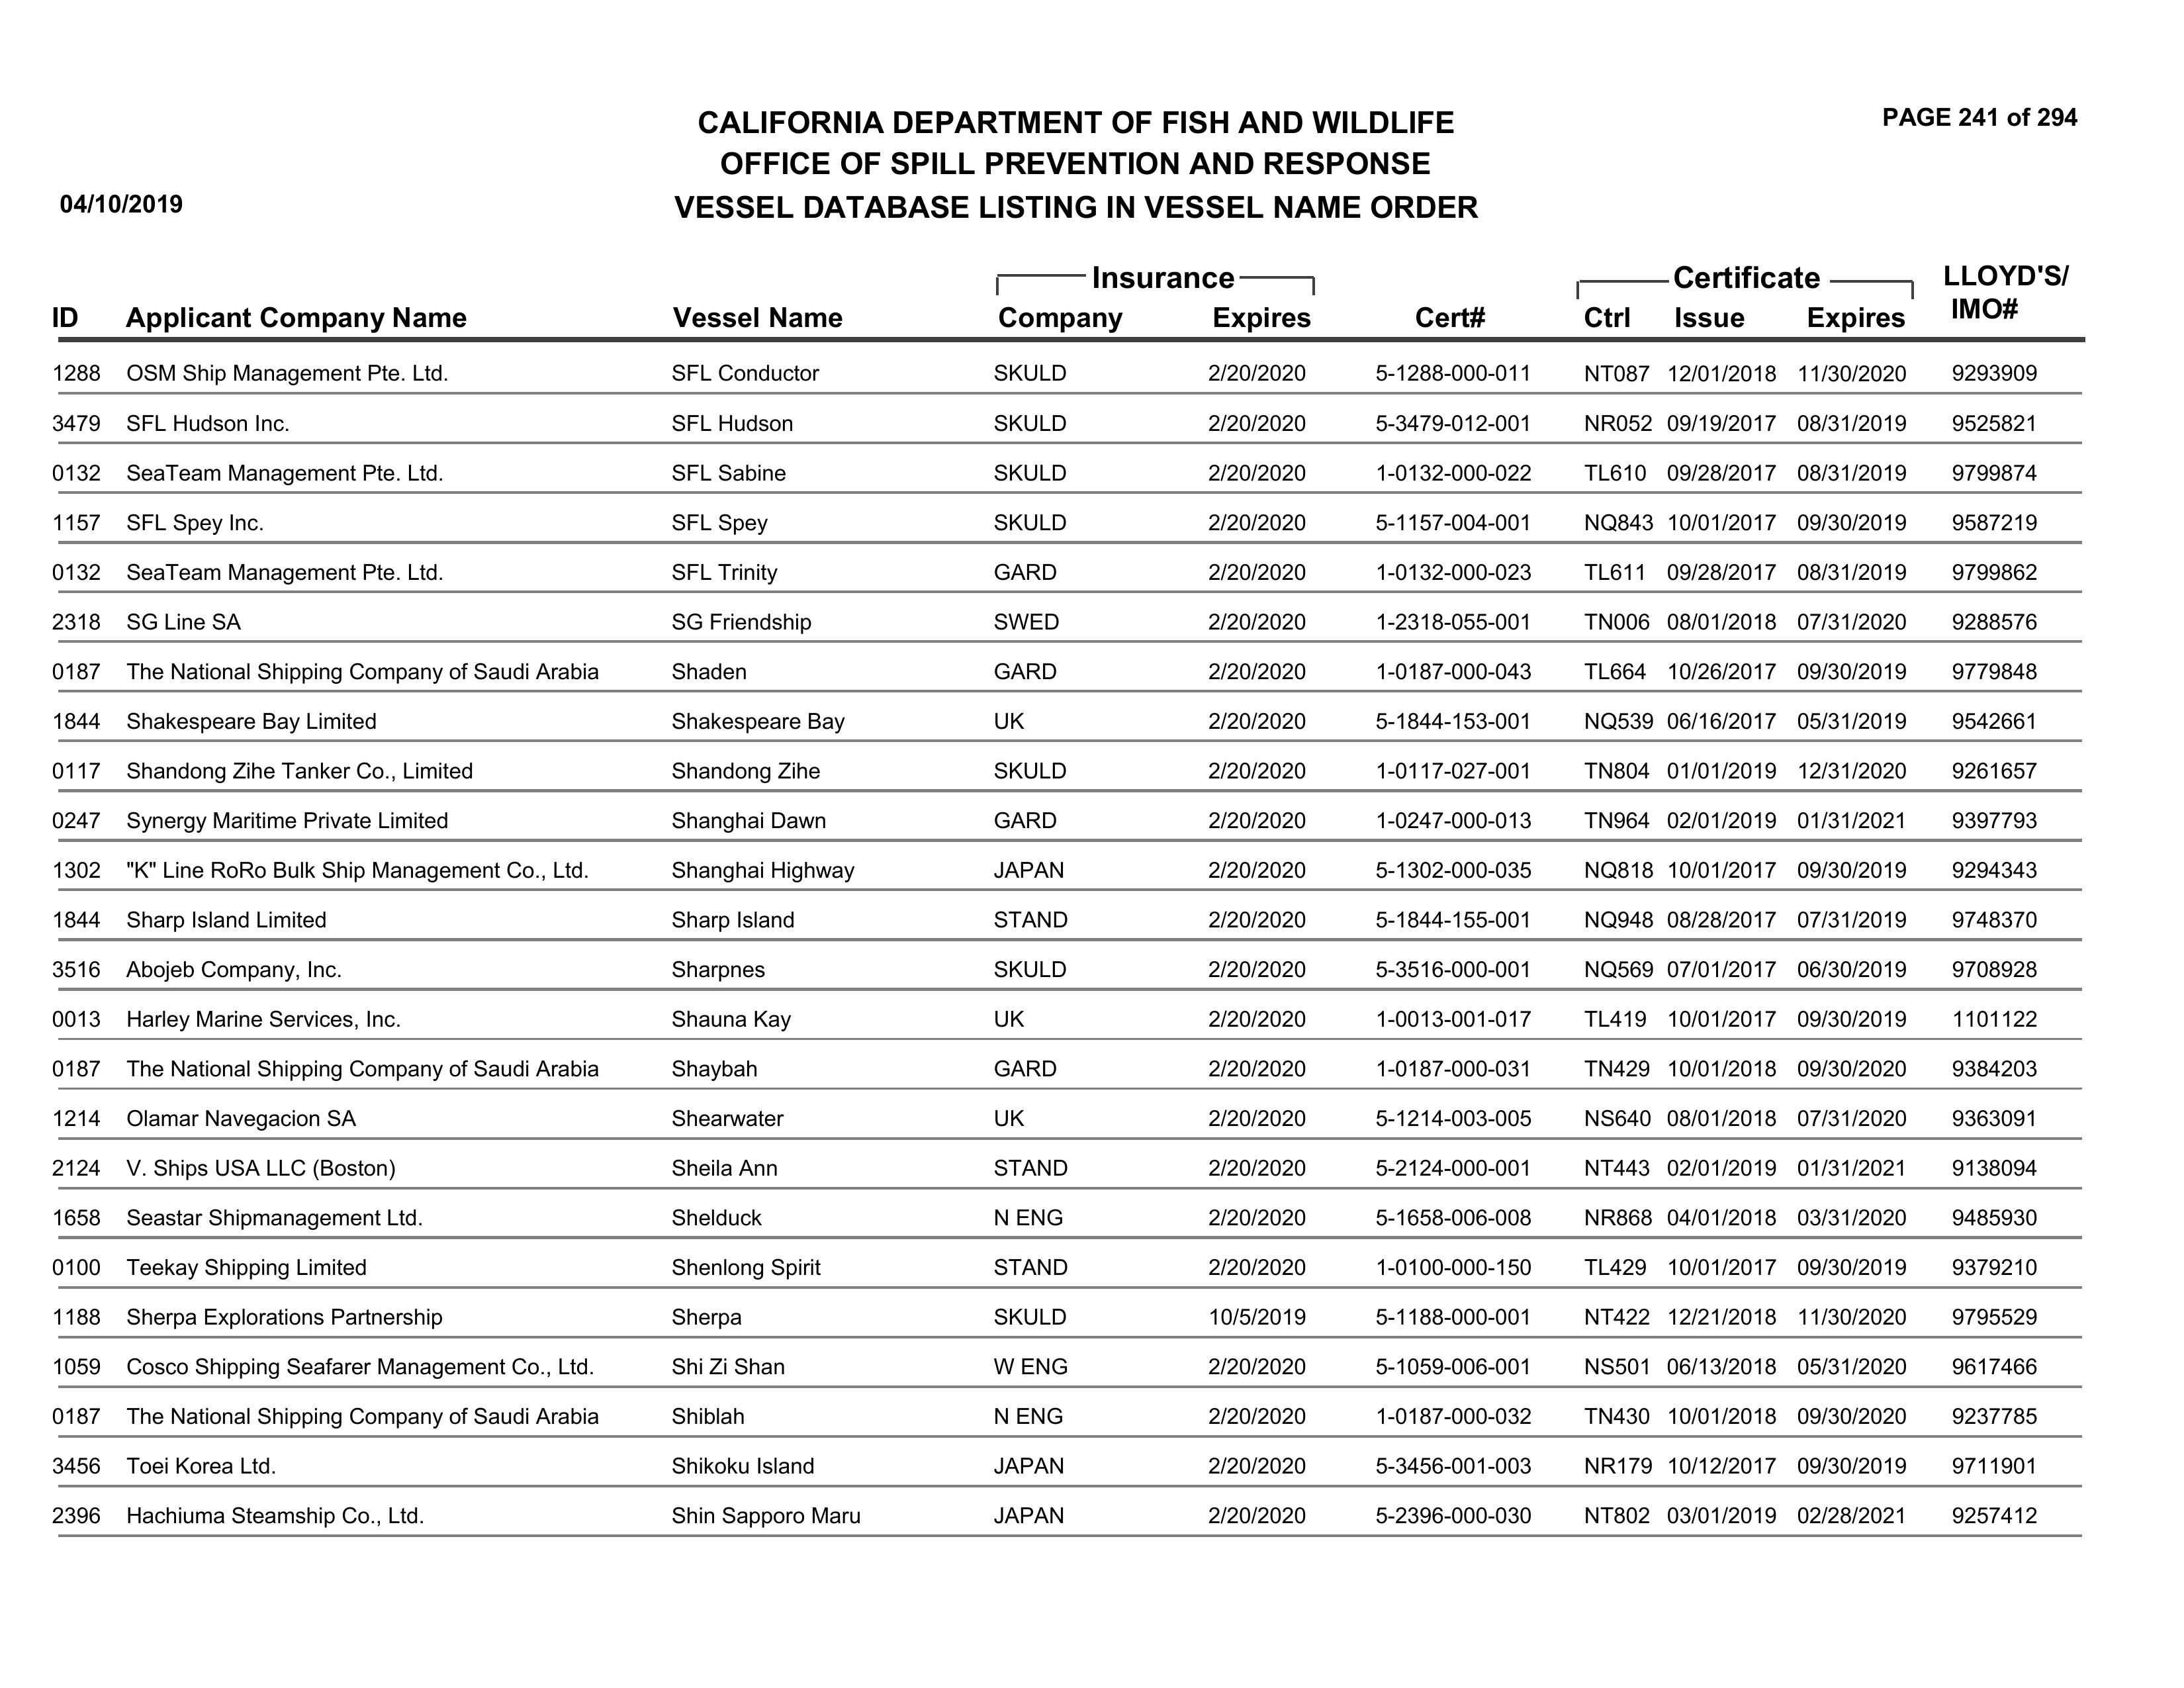 PAGE 241 of 294
CALIFORNIA DEPARTMENT OF FISH AND WILDLIFE
OFFICE OF SPILL PREVENTION AND RESPONSE
04/10/2019 VESSEL DATABASE LISTING IN VESSEL NAME ORDER
Insurance Certificate LLOYD'S/
ID Applicant Company Name Vessel Name Company Expires Cert# Ctrl Issue Expires IMO#
1288 OSM Ship Management Pte. Ltd. SFL Conductor SKULD 2/20/2020 5-1288-000-011 NT087 12/01/2018 11/30/2020 9293909
3479 SFL Hudson Inc. SFL Hudson SKULD 2/20/2020 5-3479-012-001 NR052 09/19/2017 08/31/2019 9525821
0132 SeaTeam Management Pte. Ltd. SFL Sabine SKULD 2/20/2020 1-0132-000-022 TL610 09/28/2017 08/31/2019 9799874
1157 SFL Spey Inc. SFL Spey SKULD 2/20/2020 5-1157-004-001 NQ843 10/01/2017 09/30/2019 9587219
0132 SeaTeam Management Pte. Ltd. SFL Trinity GARD 2/20/2020 1-0132-000-023 TL611 09/28/2017 08/31/2019 9799862
2318 SG Line SA SG Friendship SWED 2/20/2020 1-2318-055-001 TN006 08/01/2018 07/31/2020 9288576
0187 The National Shipping Company of Saudi Arabia Shaden GARD 2/20/2020 1-0187-000-043 TL664 10/26/2017 09/30/2019 9779848
1844 Shakespeare Bay Limited Shakespeare Bay UK 2/20/2020 5-1844-153-001 NQ539 06/16/2017 05/31/2019 9542661
0117 Shandong Zihe Tanker Co., Limited Shandong Zihe SKULD 2/20/2020 1-0117-027-001 TN804 01/01/2019 12/31/2020 9261657
0247 Synergy Maritime Private Limited Shanghai Dawn GARD 2/20/2020 1-0247-000-013 TN964 02/01/2019 01/31/2021 9397793
1302 "K" Line RoRo Bulk Ship Management Co., Ltd. Shanghai Highway JAPAN 2/20/2020 5-1302-000-035 NQ818 10/01/2017 09/30/2019 9294343
1844 Sharp Island Limited Sharp Island STAND 2/20/2020 5-1844-155-001 NQ948 08/28/2017 07/31/2019 9748370
3516 Abojeb Company, Inc. Sharpnes SKULD 2/20/2020 5-3516-000-001 NQ569 07/01/2017 06/30/2019 9708928
0013 Harley Marine Services, Inc. Shauna Kay UK 2/20/2020 1-0013-001-017 TL419 10/01/2017 09/30/2019 1101122
0187 The National Shipping Company of Saudi Arabia Shaybah GARD 2/20/2020 1-0187-000-031 TN429 10/01/2018 09/30/2020 9384203
1214 Olamar Navegacion SA Shearwater UK 2/20/2020 5-1214-003-005 NS640 08/01/2018 07/31/2020 9363091
2124 V. Ships USA LLC (Boston) Sheila Ann STAND 2/20/2020 5-2124-000-001 NT443 02/01/2019 01/31/2021 9138094
1658 Seastar Shipmanagement Ltd. Shelduck N ENG 2/20/2020 5-1658-006-008 NR868 04/01/2018 03/31/2020 9485930
0100 Teekay Shipping Limited Shenlong Spirit STAND 2/20/2020 1-0100-000-150 TL429 10/01/2017 09/30/2019 9379210
1188 Sherpa Explorations Partnership Sherpa SKULD 10/5/2019 5-1188-000-001 NT422 12/21/2018 11/30/2020 9795529
1059 Cosco Shipping Seafarer Management Co., Ltd. Shi Zi Shan W ENG 2/20/2020 5-1059-006-001 NS501 06/13/2018 05/31/2020 9617466
0187 The National Shipping Company of Saudi Arabia Shiblah N ENG 2/20/2020 1-0187-000-032 TN430 10/01/2018 09/30/2020 9237785
3456 Toei Korea Ltd. Shikoku Island JAPAN 2/20/2020 5-3456-001-003 NR179 10/12/2017 09/30/2019 9711901
2396 Hachiuma Steamship Co., Ltd. Shin Sapporo Maru JAPAN 2/20/2020 5-2396-000-030 NT802 03/01/2019 02/28/2021 9257412